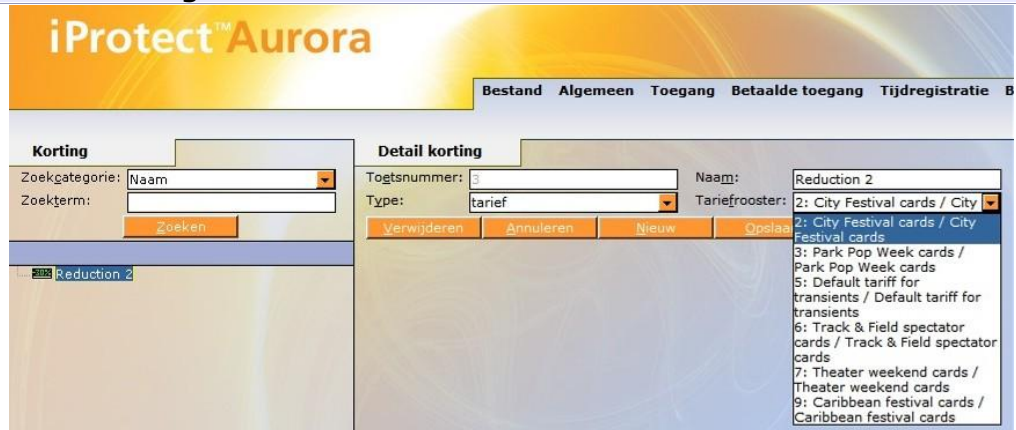 iProtect™Aurora
Bestand Algemeen Toegang Betaalde toegang Tijdregistratie B
Korting
Zoekcategorie: Naam
Zoekterm:
Zoeken
Reduction 2
Detail korting
Toetsnummer: 3
Naam: Reduction 2
Type: tarief
Tariefrooster: 2: City Festival cards / City
Verwijderen Annuleren Nieuw Opslaa
2: City Festival cards / City
Festival cards
3: Park Pop Week cards /
Park Pop Week cards
5: Default tariff for
transients / Default tariff for
transients
6: Track & Field spectator
cards / Track & Field spectator
cards
7: Theater weekend cards /
Theater weekend cards
9: Caribbean festival cards /
Caribbean festival cards